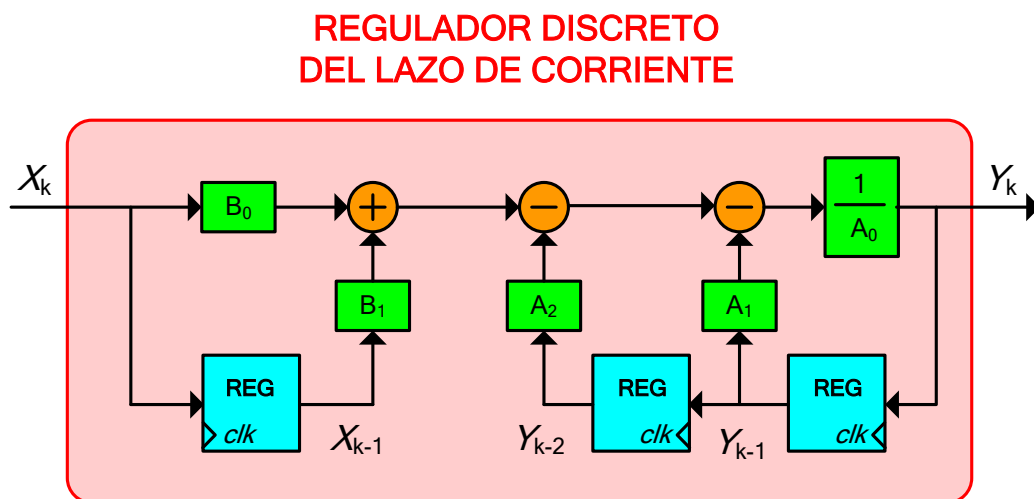 REGULADOR DISCRETO
DEL LAZO DE CORRIENTE
Xk
B0
+
−
−
1
A0
Yk
B1
A2
A1
REG
clk
Xk-1
Yk-2
REG
clk
Yk-1
REG
clk